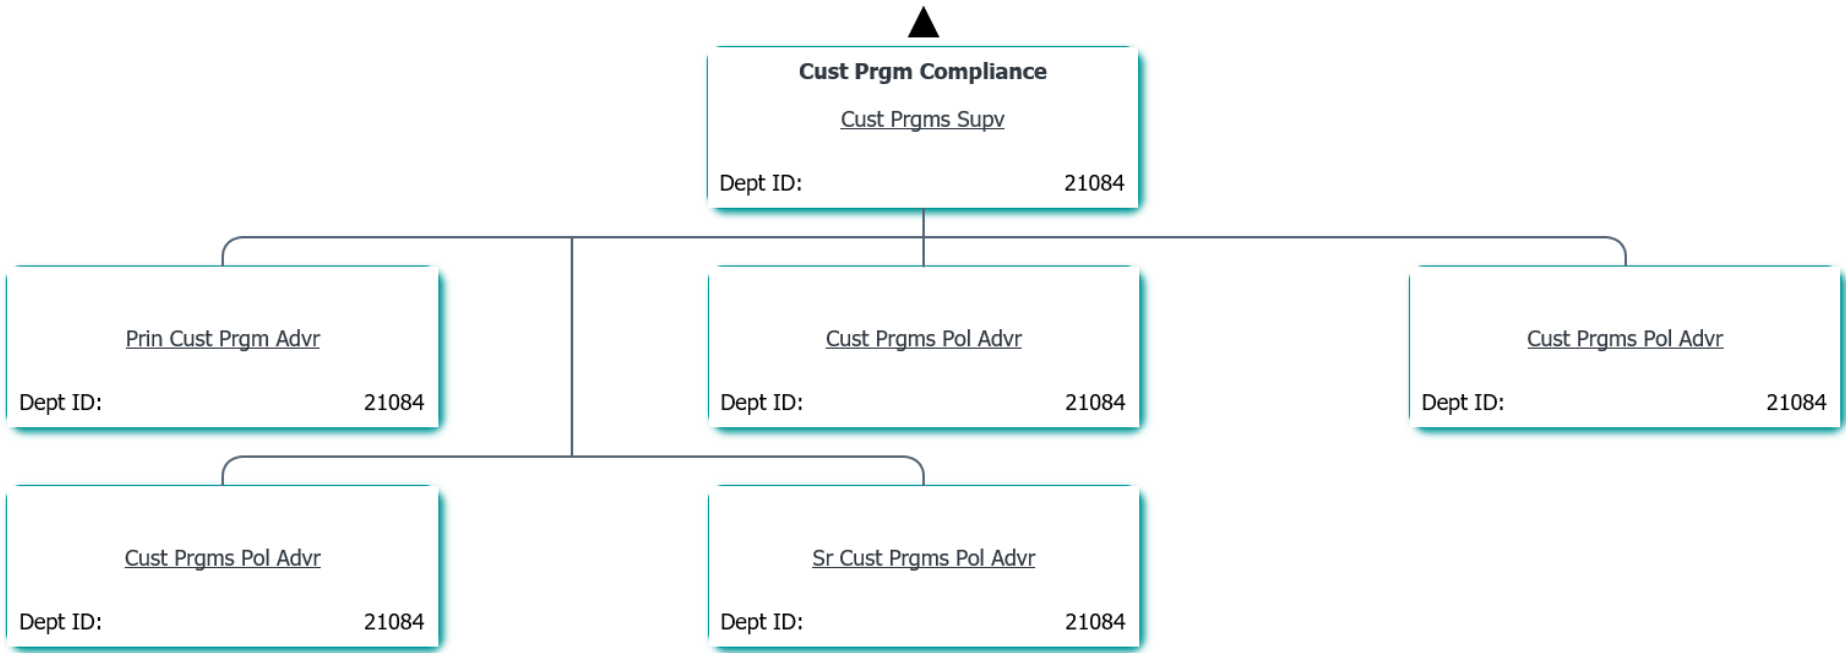 Cust Prgm Compliance
Cust Prgms Supv
Dept ID: 21084
Prin Cust Prgm Advr
Dept ID: 21084
Cust Prgms Pol Advr
Dept ID: 21084
Cust Prgms Pol Advr
Dept ID: 21084
Cust Prgms Pol Advr
Dept ID: 21084
Sr Cust Prgms Pol Advr
Dept ID: 21084